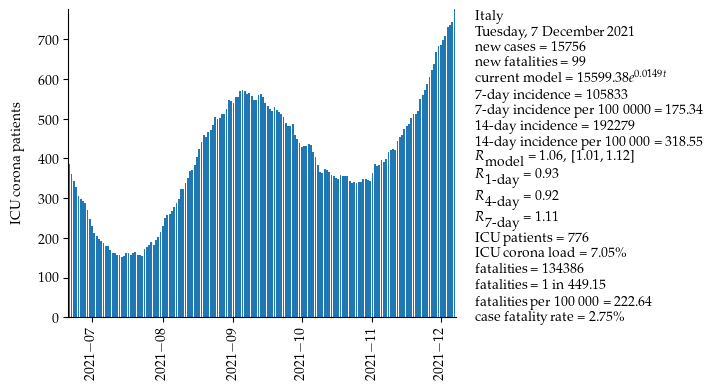 ICU corona patients
700
600
500
400
300
200
100
0
2021−07
2021−08
2021−09
2021−10
2021−11
2021−12
Italy
Tuesday, 7 December 2021
new cases = 15756
new fatalities = 99
current model = 15599.38e^0.0149t
7-day incidence = 105833
7-day incidence per 100 0000 = 175.34
14-day incidence = 192279
14-day incidence per 100 000 = 318.55
R_model = 1.06, [1.01, 1.12]
R_1-day = 0.93
R_4-day = 0.92
R_7-day = 1.11
ICU patients = 776
ICU corona load = 7.05%
fatalities = 134386
fatalities = 1 in 449.15
fatalities per 100 000 = 222.64
case fatality rate = 2.75%